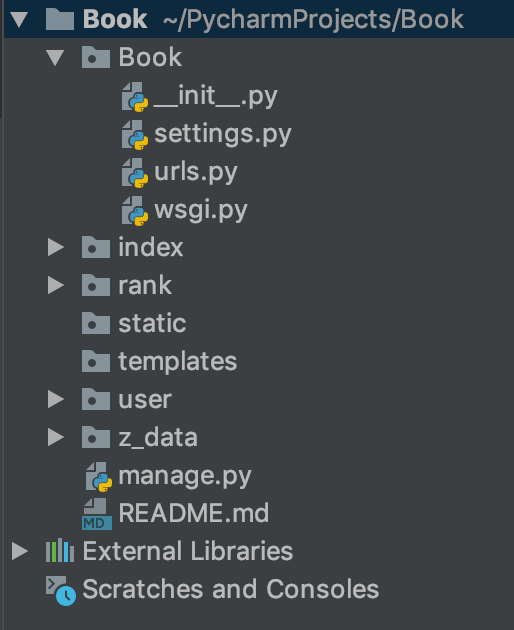 Book ~/PycharmProjects/Book
Book
__init__.py
settings.py
urls.py
wsgi.py
index
rank
static
templates
user
z_data
manage.py
MD README.md
External Libraries
Scratches and Consoles